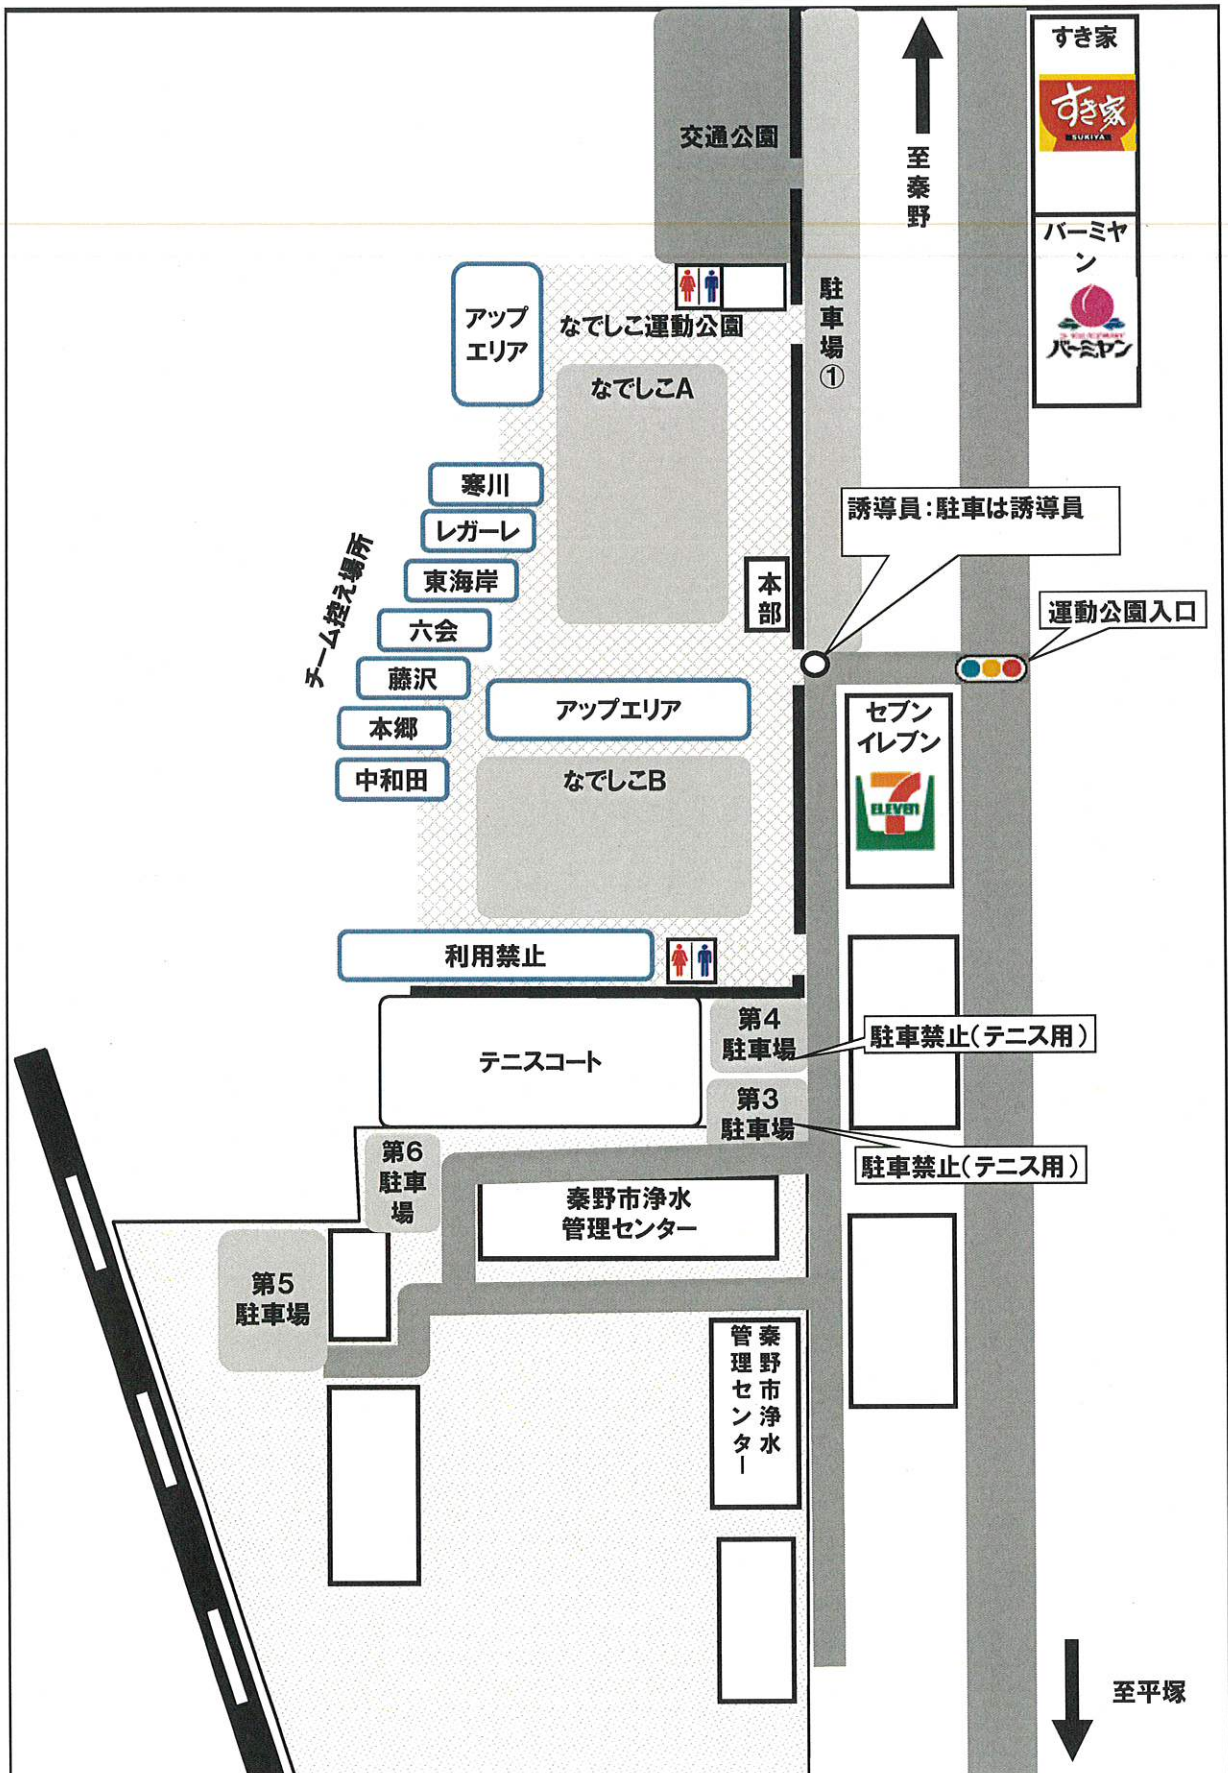 すき家
すき家
SUKIYA
交通公園
至秦野
バーミヤ
ン
バーミヤン
駐車場①
アップ
エリア
なでしこ運動公園
なでしこA
寒川
レガーレ
東海岸
六会
藤沢
本郷
中和田
チーム控え場所
本部
誘導員：駐車は誘導員
運動公園入口
アップエリア
セブン
イレブン
7
ELEVEn
なでしこB
利用禁止
テニスコート
第4
駐車場
駐車禁止（テニス用）
第3
駐車場
駐車禁止（テニス用）
第6
駐車
場
秦野市浄水
管理センター
第5
駐車場
秦野市浄水
管理センター
至平塚